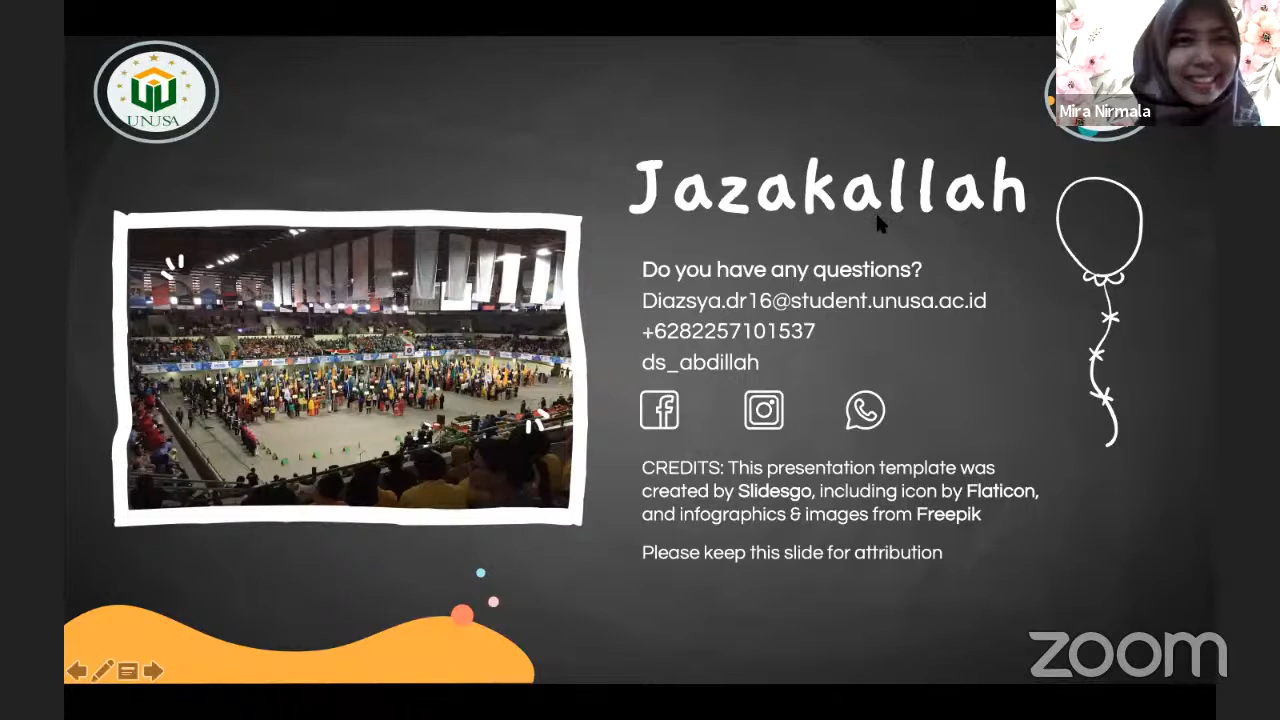 UNUSA
Mira Nirmala
Jazakallah
Do you have any questions?
Diazsya.dr16@student.unusa.ac.id
+6282257101537
ds_abdillah
CREDITS: This presentation template was
created by Slidesgo, including icon by Flaticon,
and infographics & images from Freepik
Please keep this slide for attribution
zoom